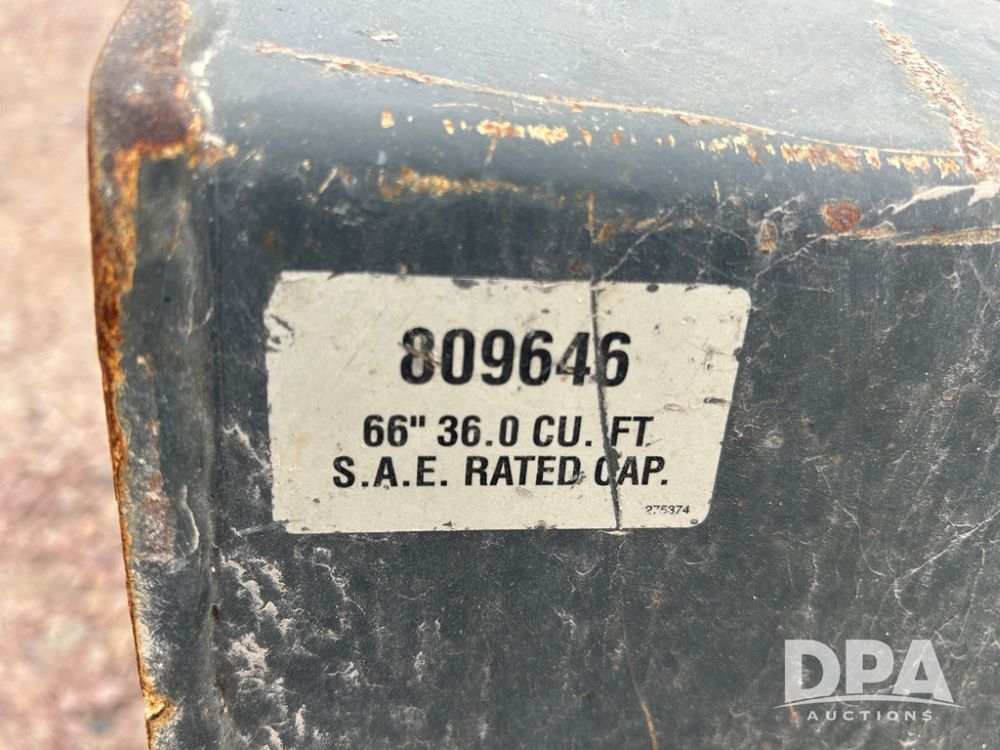 809646
66" 36.0 CU. FT.
S.A.E. RATED CAP.
275374
DPA
AUCTIONS